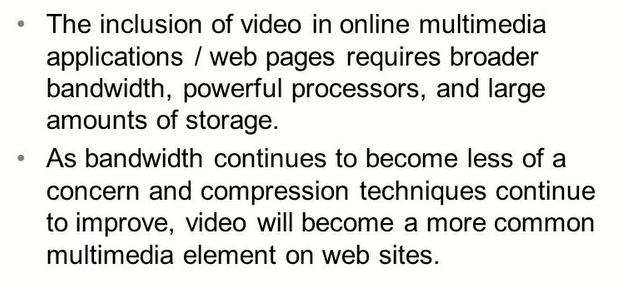 • The inclusion of video in online multimedia
applications / web pages requires broader
bandwidth, powerful processors, and large
amounts of storage.
• As bandwidth continues to become less of a
concern and compression techniques continue
to improve, video will become a more common
multimedia element on web sites.